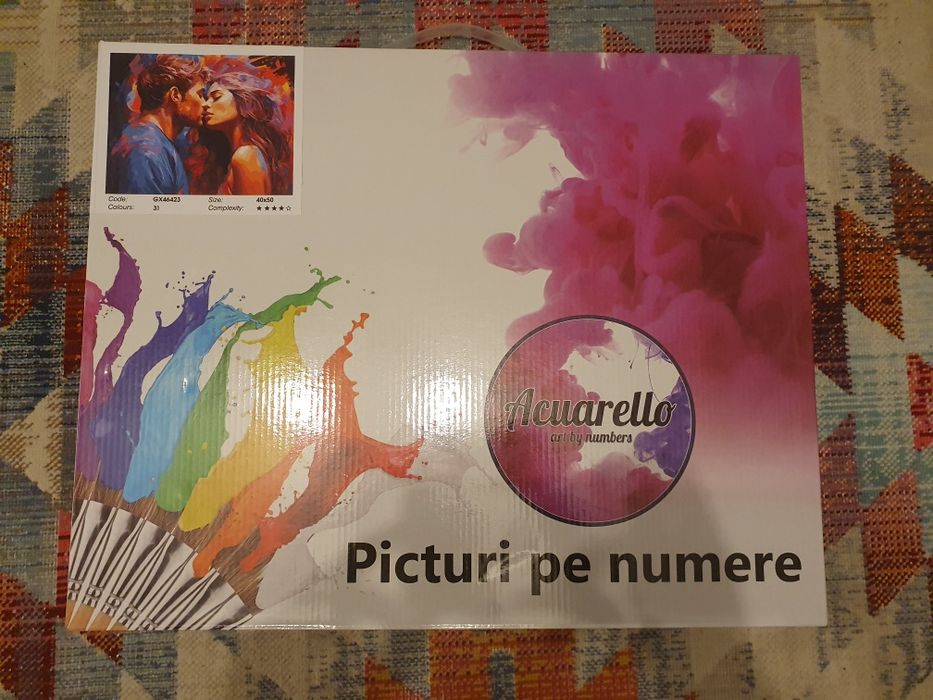 Code: GX46423 Size: 40x50
Colours: 31 Complexity: ★★★★☆
Acuarello
art by numbers
Picturi pe numere